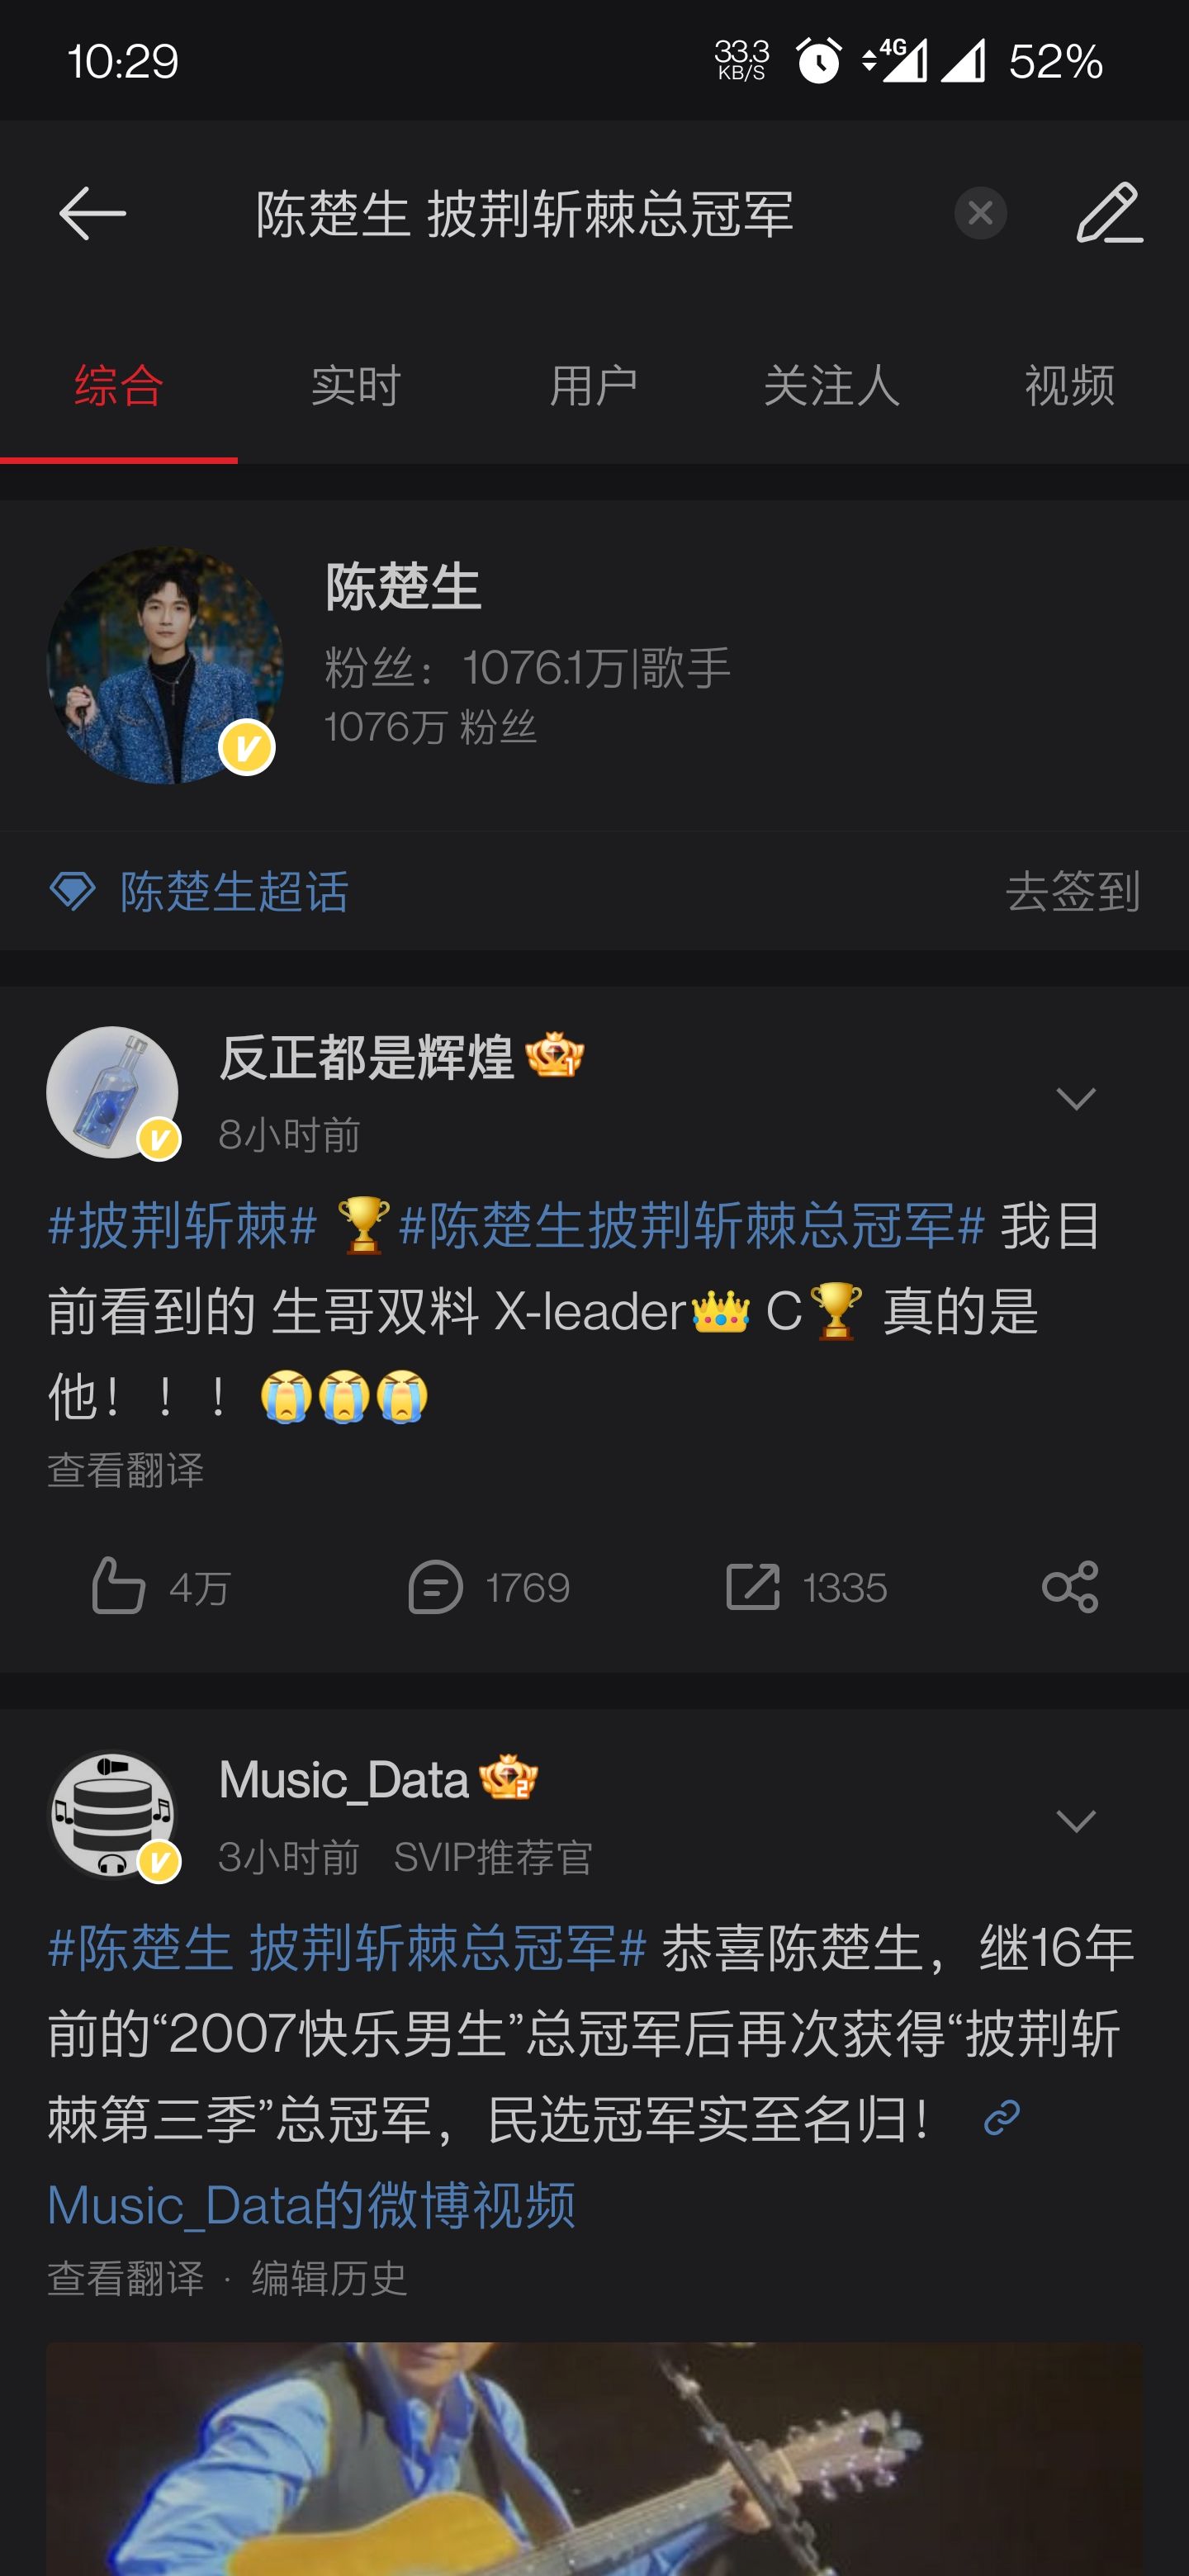 10:29
33.3
KB/S
4G
52%
陈楚生 披荆斩棘总冠军
综合
实时
用户
关注人
视频
陈楚生
粉丝：1076.1万|歌手
1076万 粉丝
陈楚生超话
去签到
反正都是辉煌
8小时前
#披荆斩棘# 🏆#陈楚生披荆斩棘总冠军# 我目
前看到的 生哥双料 X-leader👑 C🏆 真的是
他！！！😭😭😭
查看翻译
4万
1769
1335
Music_Data
3小时前 SVIP推荐官
#陈楚生 披荆斩棘总冠军# 恭喜陈楚生，继16年
前的“2007快乐男生”总冠军后再次获得“披荆斩
棘第三季”总冠军，民选冠军实至名归！
Music_Data的微博视频
查看翻译 · 编辑历史